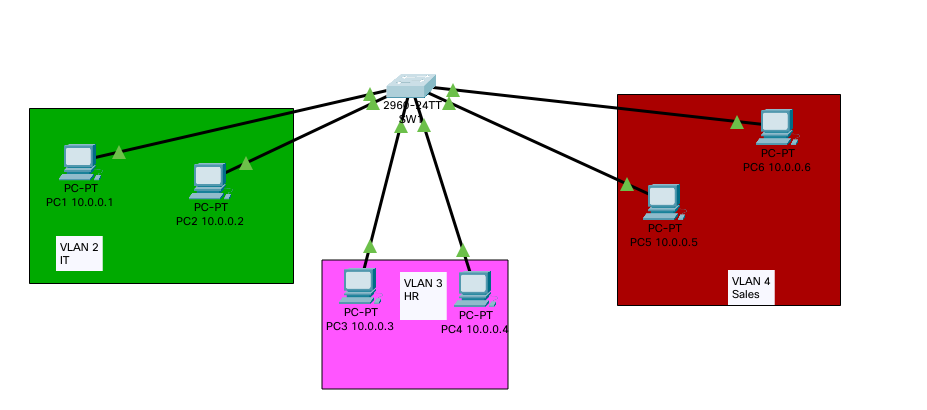 2960-24TT
SW1
PC-PT
PC1 10.0.0.1
PC-PT
PC2 10.0.0.2
VLAN 2
IT
PC-PT
PC3 10.0.0.3
VLAN 3
HR
PC-PT
PC4 10.0.0.4
PC-PT
PC6 10.0.0.6
PC-PT
PC5 10.0.0.5
VLAN 4
Sales